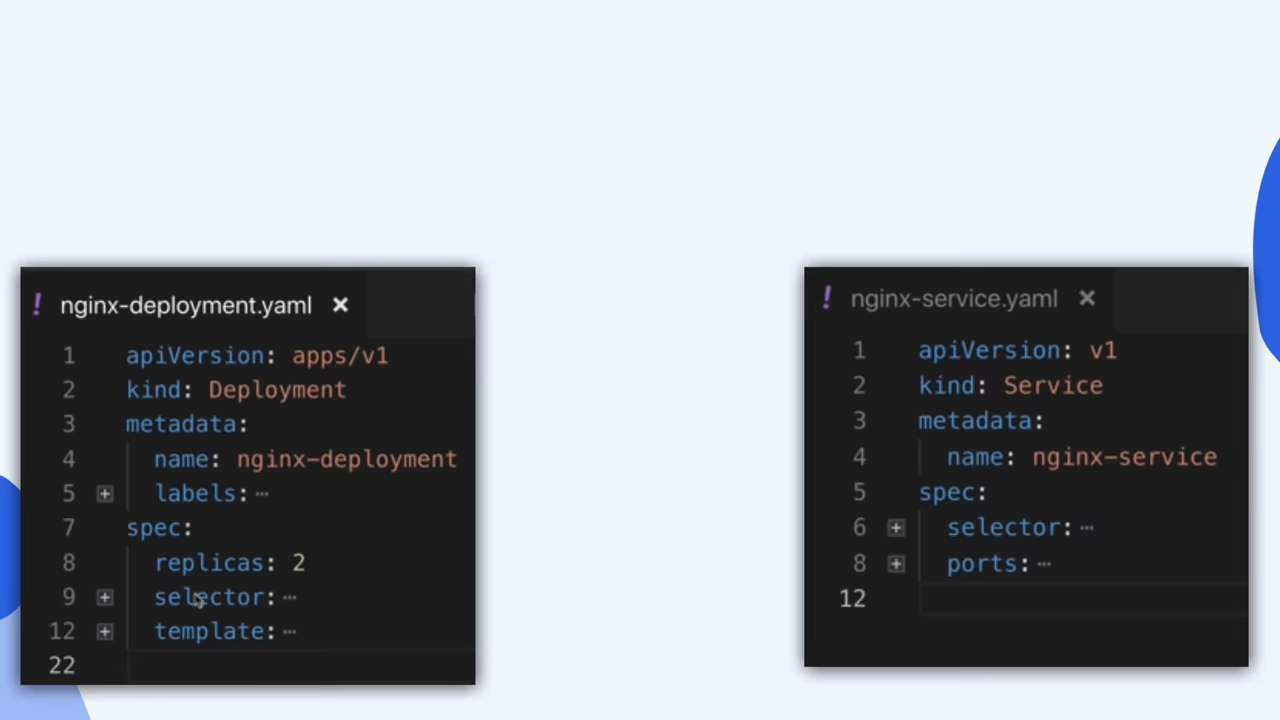 ! nginx-deployment.yaml ×
1 apiVersion: apps/v1
2 kind: Deployment
3 metadata:
4 name: nginx-deployment
5 + labels: ⋯
7 spec:
8 replicas: 2
9 + selector: ⋯
12 + template: ⋯
22
! nginx-service.yaml ×
1 apiVersion: v1
2 kind: Service
3 metadata:
4 name: nginx-service
5 spec:
6 + selector: ⋯
8 + ports: ⋯
12